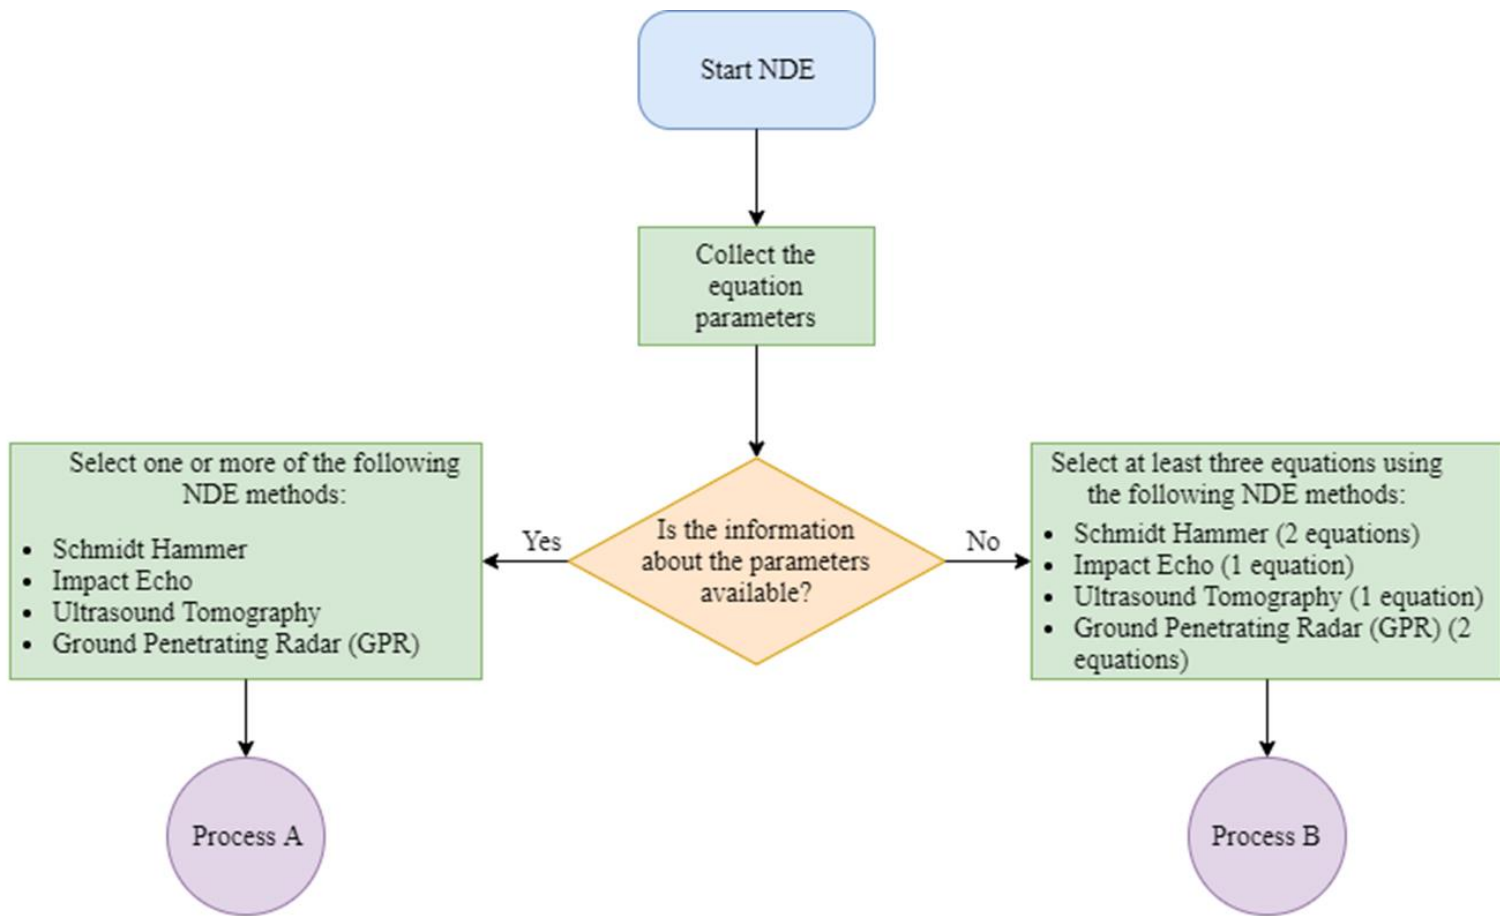 Start NDE
Collect the
equation
parameters
Select one or more of the following
NDE methods:
• Schmidt Hammer
• Impact Echo
• Ultrasound Tomography
• Ground Penetrating Radar (GPR)
Yes
Is the information
about the parameters
available?
No
Select at least three equations using
the following NDE methods:
• Schmidt Hammer (2 equations)
• Impact Echo (1 equation)
• Ultrasound Tomography (1 equation)
• Ground Penetrating Radar (GPR) (2
equations)
Process A
Process B